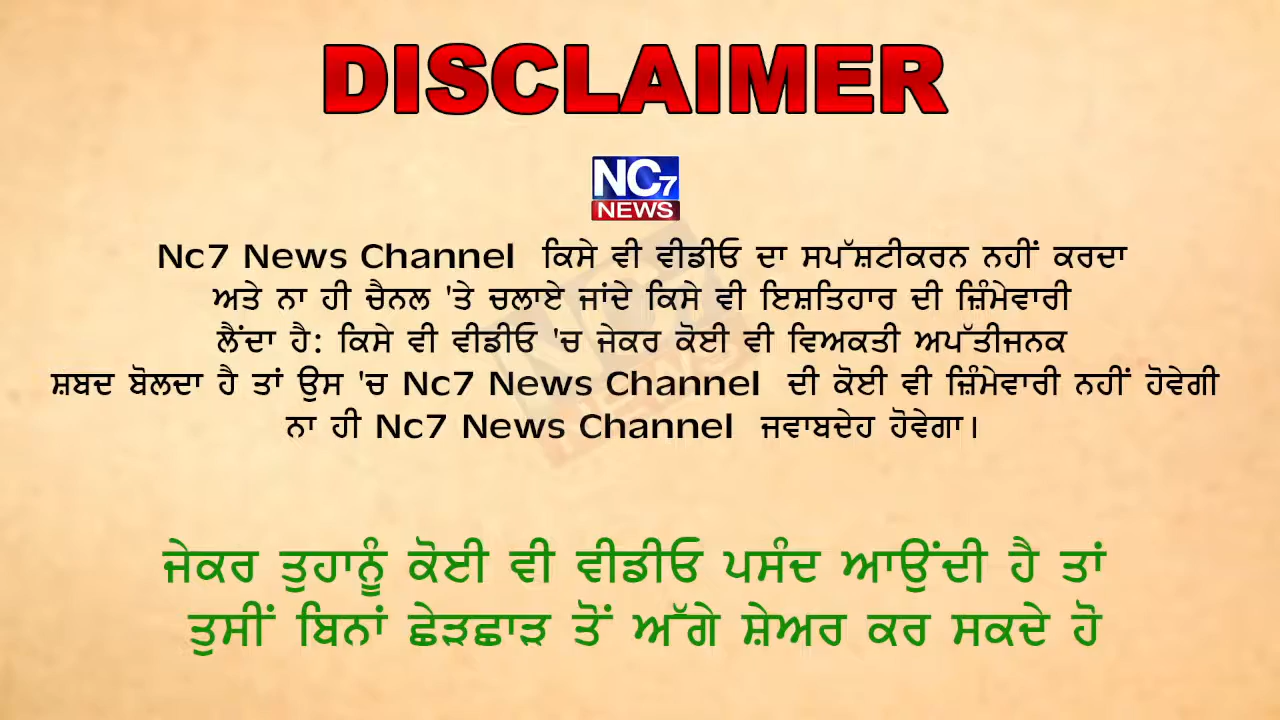 DISCLAIMER
NC7
NEWS
Nc7 News Channel ਕਿਸੇ ਵੀ ਵੀਡੀਓ ਦਾ ਸਪੱਸ਼ਟੀਕਰਨ ਨਹੀਂ ਕਰਦਾ
ਅਤੇ ਨਾ ਹੀ ਚੈਨਲ 'ਤੇ ਚਲਾਏ ਜਾਂਦੇ ਕਿਸੇ ਵੀ ਇਸ਼ਤਿਹਾਰ ਦੀ ਜ਼ਿੰਮੇਵਾਰੀ
ਲੈਂਦਾ ਹੈ: ਕਿਸੇ ਵੀ ਵੀਡੀਓ 'ਚ ਜੇਕਰ ਕੋਈ ਵੀ ਵਿਅਕਤੀ ਅਪੱਤੀਜਨਕ
ਸ਼ਬਦ ਬੋਲਦਾ ਹੈ ਤਾਂ ਉਸ 'ਚ Nc7 News Channel ਦੀ ਕੋਈ ਵੀ ਜ਼ਿੰਮੇਵਾਰੀ ਨਹੀਂ ਹੋਵੇਗੀ
ਨਾ ਹੀ Nc7 News Channel ਜਵਾਬਦੇਹ ਹੋਵੇਗਾ।
ਜੇਕਰ ਤੁਹਾਨੂੰ ਕੋਈ ਵੀ ਵੀਡੀਓ ਪਸੰਦ ਆਉਂਦੀ ਹੈ ਤਾਂ
ਤੁਸੀਂ ਬਿਨਾਂ ਛੇੜਛਾੜ ਤੋਂ ਅੱਗੇ ਸ਼ੇਅਰ ਕਰ ਸਕਦੇ ਹੋ